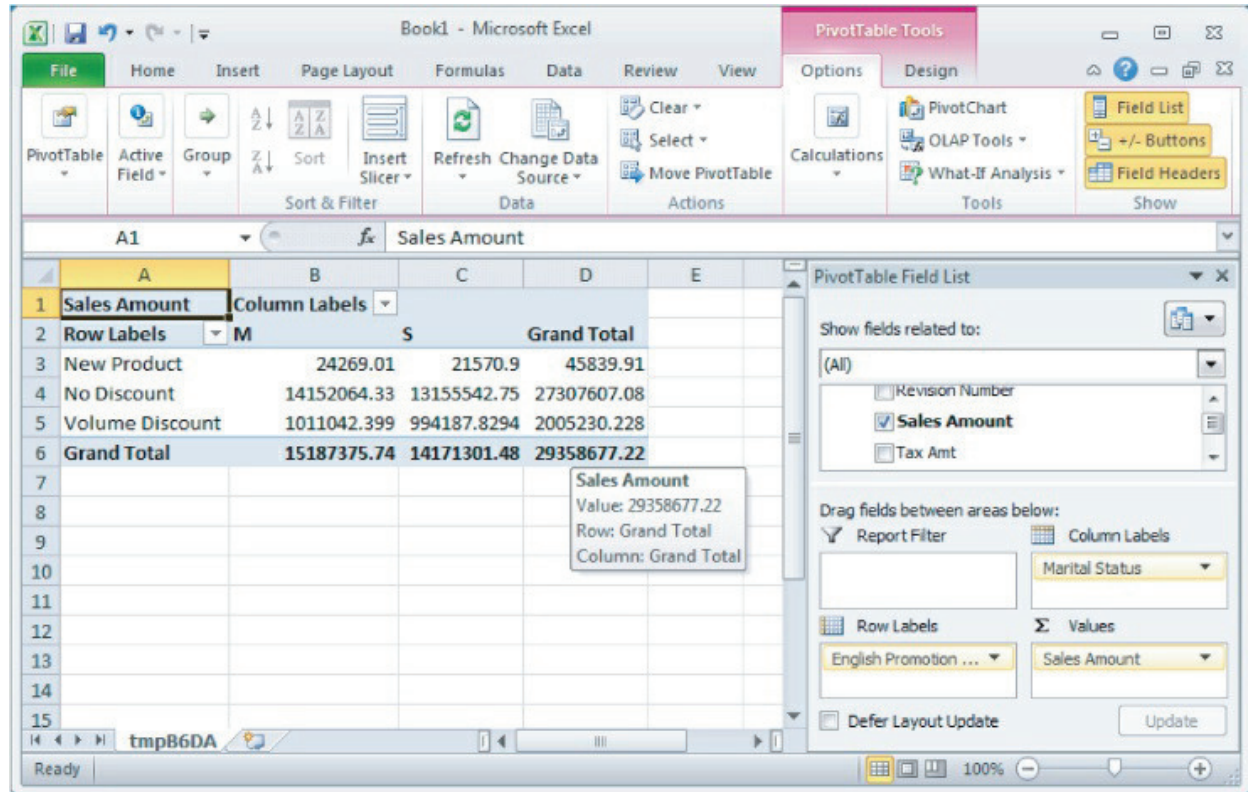 Book1 - Microsoft Excel
PivotTable Tools
File Home Insert Page Layout Formulas Data Review View Options Design
PivotTable
Active Field
Group
Sort
Insert Slicer
Sort & Filter
Refresh
Change Data Source
Data
Clear
Select
Move PivotTable
Actions
Calculations
PivotChart
OLAP Tools
What-If Analysis
Tools
Field List
+/- Buttons
Field Headers
Show
A1 fx Sales Amount
A B C D E
1 Sales Amount Column Labels
2 Row Labels M S Grand Total
3 New Product 24269.01 21570.9 45839.91
4 No Discount 14152064.33 13155542.75 27307607.08
5 Volume Discount 1011042.399 994187.8294 2005230.228
6 Grand Total 15187375.74 14171301.48 29358677.22
7
8
9
10
11
12
13
14
15
Sales Amount
Value: 29358677.22
Row: Grand Total
Column: Grand Total
PivotTable Field List
Show fields related to:
(All)
Revision Number
Sales Amount
Tax Amt
Drag fields between areas below:
Report Filter Column Labels
Marital Status
Row Labels Σ Values
English Promotion ... Sales Amount
Defer Layout Update Update
tmpB6DA
Ready 100%